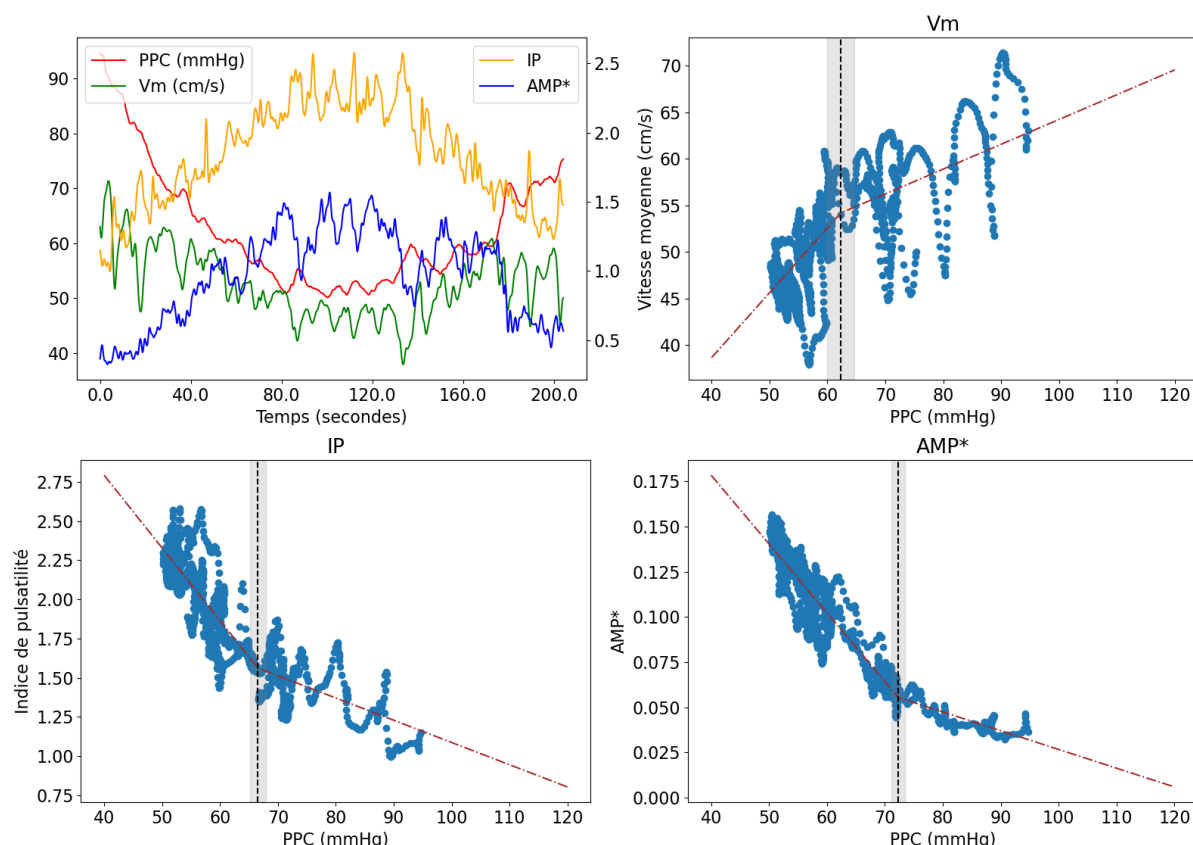 PPC (mmHg)
Vm (cm/s)
IP
AMP*
90
80
70
60
50
40
2.5
2.0
1.5
1.0
0.5
0.0 40.0 80.0 120.0 160.0 200.0
Temps (secondes)
Vm
Vitesse moyenne (cm/s)
70
65
60
55
50
45
40
40 50 60 70 80 90 100 110 120
PPC (mmHg)
IP
Indice de pulsatilité
2.75
2.50
2.25
2.00
1.75
1.50
1.25
1.00
0.75
40 50 60 70 80 90 100 110 120
PPC (mmHg)
AMP*
AMP*
0.175
0.150
0.125
0.100
0.075
0.050
0.025
0.000
40 50 60 70 80 90 100 110 120
PPC (mmHg)